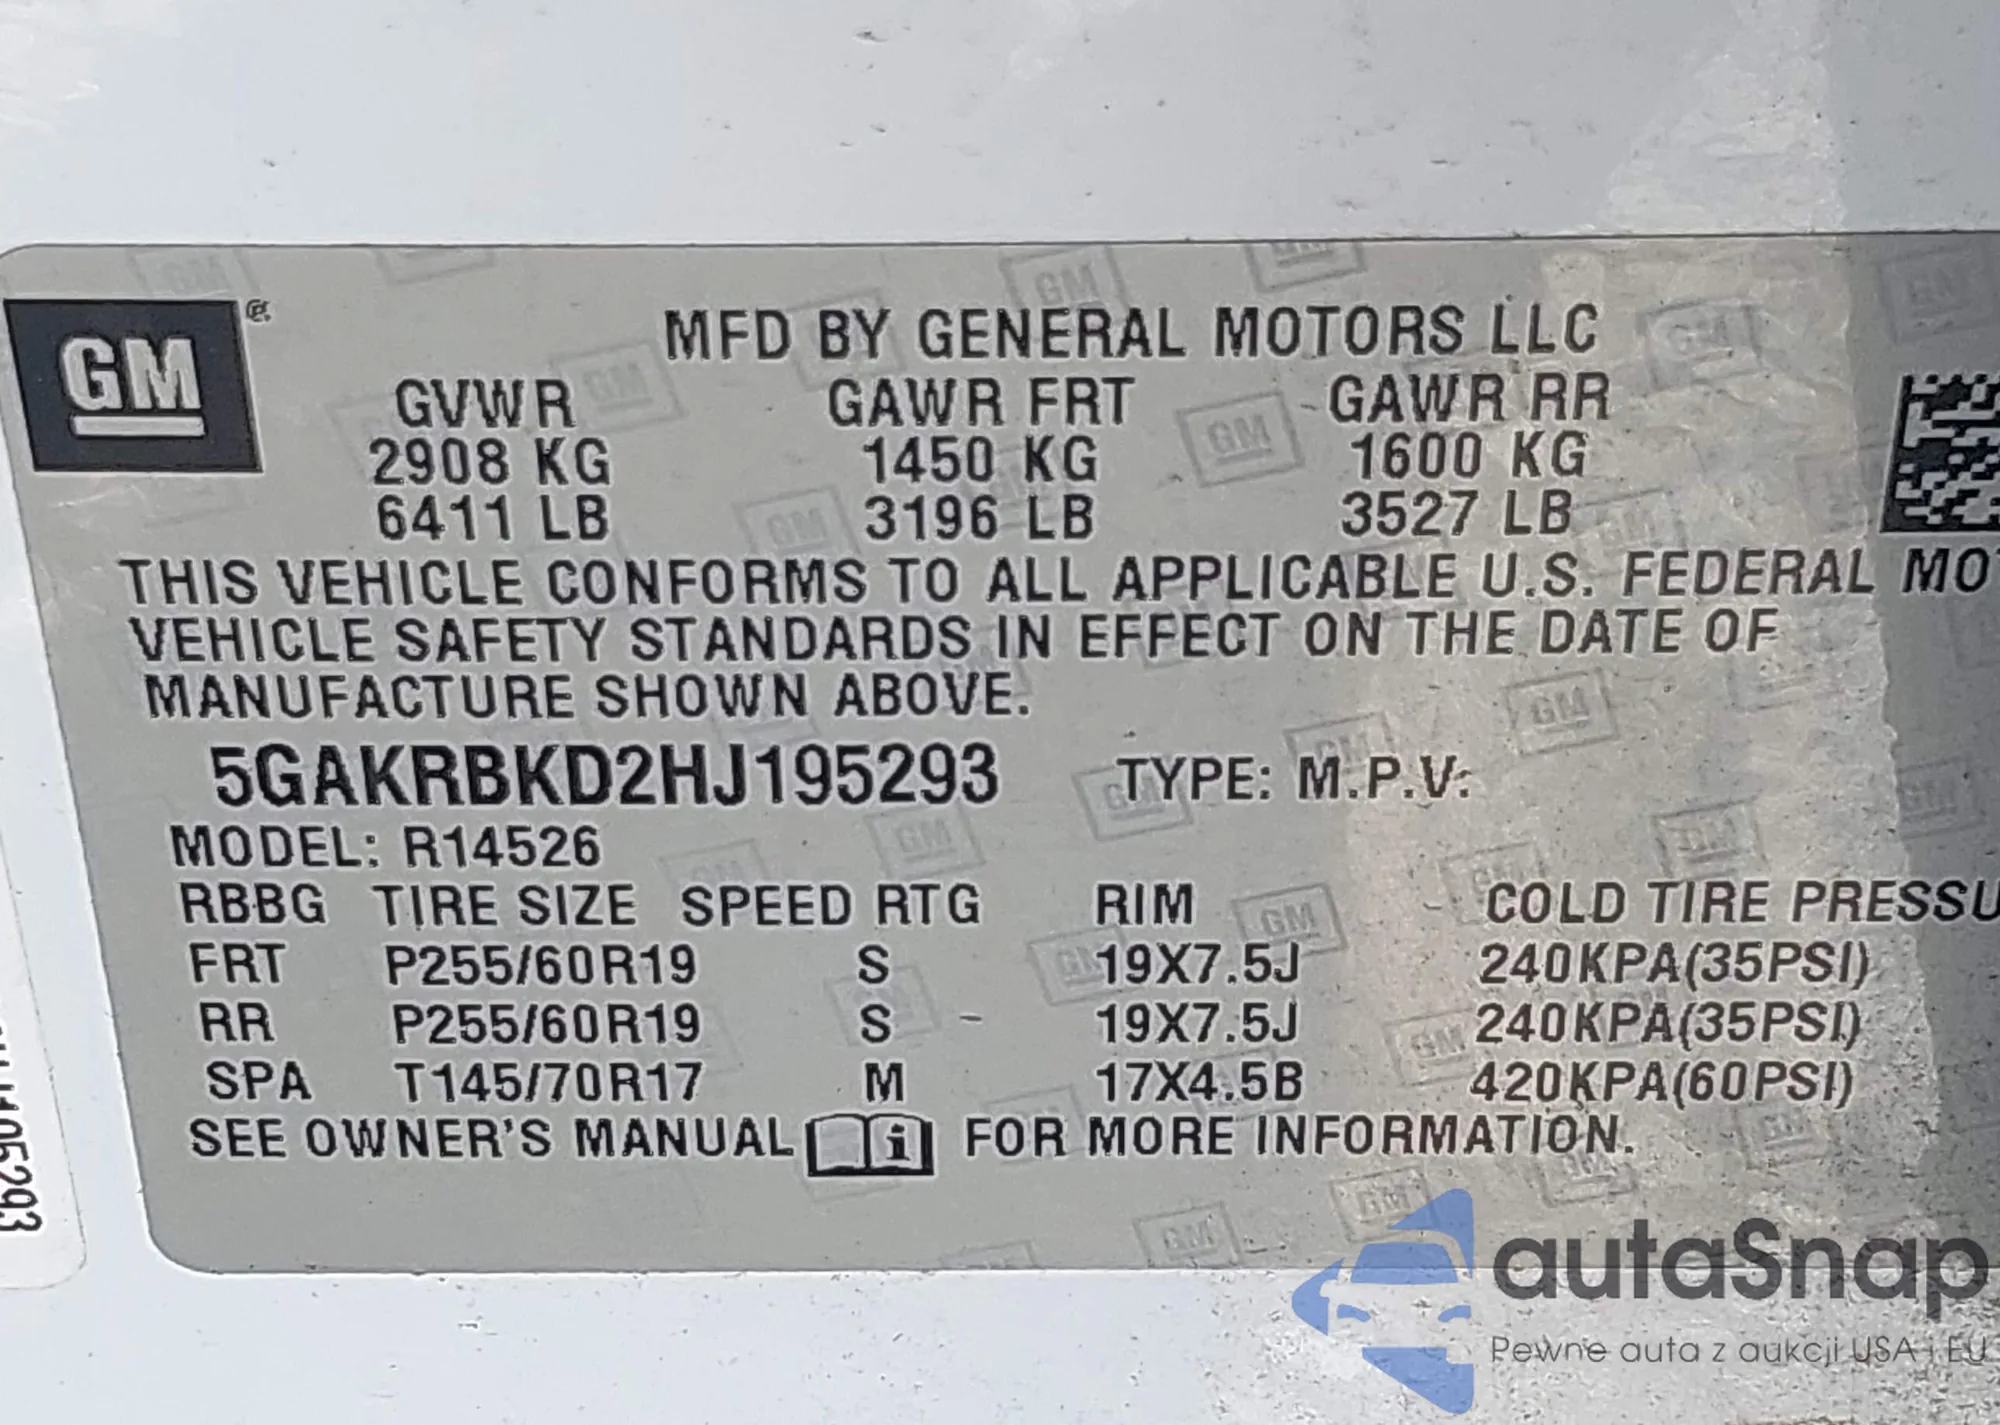 GM
MFD BY GENERAL MOTORS LLC
GVWR GAWR FRT GAWR RR
2908 KG 1450 KG 1600 KG
6411 LB 3196 LB 3527 LB
THIS VEHICLE CONFORMS TO ALL APPLICABLE U.S. FEDERAL MOT
VEHICLE SAFETY STANDARDS IN EFFECT ON THE DATE OF
MANUFACTURE SHOWN ABOVE.
5GAKRBKD2HJ195293 TYPE: M.P.V.
MODEL: R14526
RBBG TIRE SIZE SPEED RTG RIM COLD TIRE PRESSU
FRT P255/60R19 S 19X7.5J 240KPA(35PSI)
RR P255/60R19 S 19X7.5J 240KPA(35PSI)
SPA T145/70R17 M 17X4.5B 420KPA(60PSI)
SEE OWNER'S MANUAL i FOR MORE INFORMATION.
autaSnap
Pewne auta z aukcji USA i EU